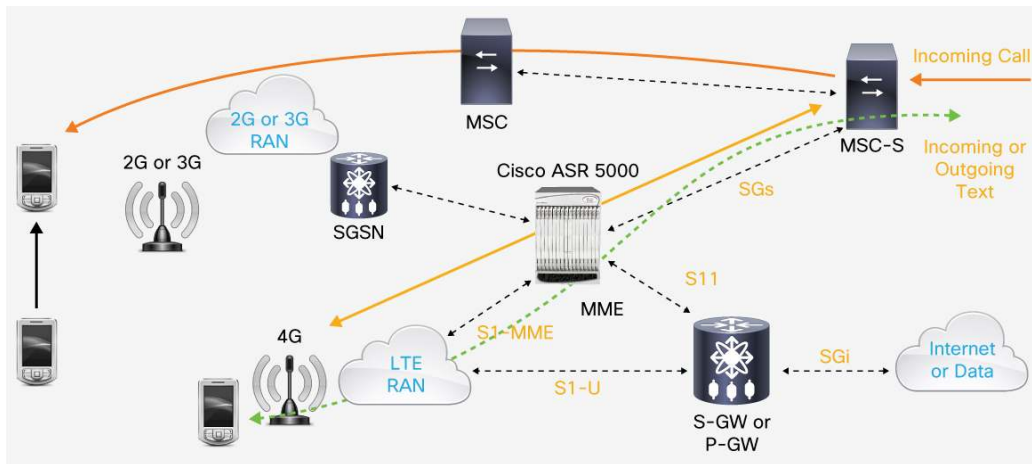 Incoming Call
MSC
MSC-S
2G or 3G
RAN
2G or 3G
SGSN
Cisco ASR 5000
SGs
Incoming or
Outgoing
Text
MME
S11
S1-MME
4G
LTE
RAN
S1-U
SGi
Internet
or Data
S-GW or
P-GW